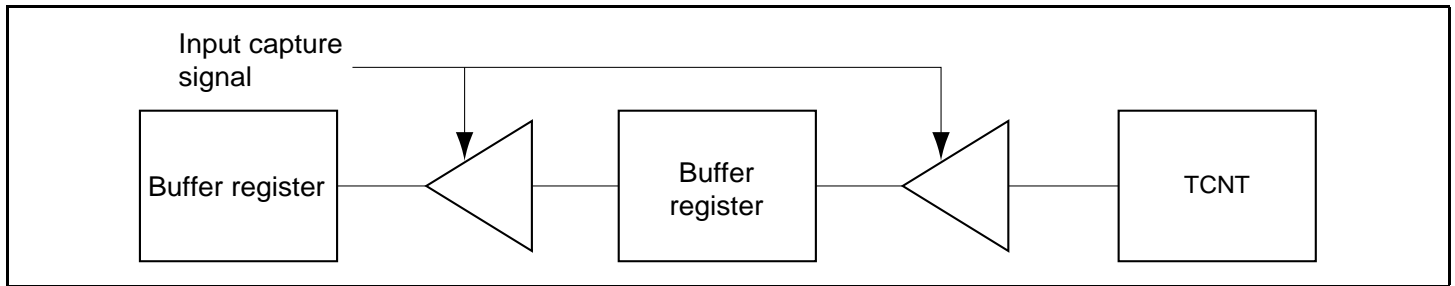 Input capture
signal
Buffer register
Buffer
register
TCNT